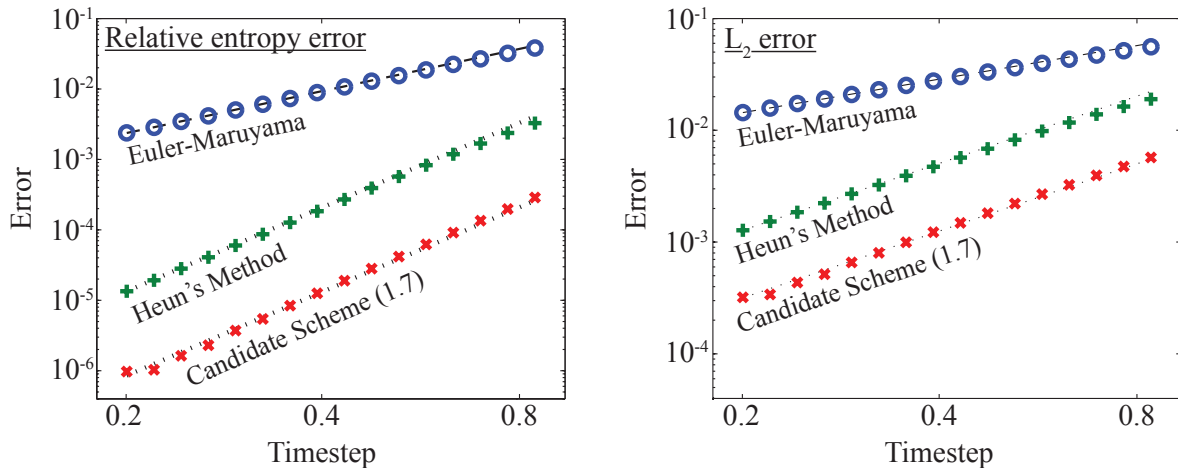 Relative entropy error
Error
10^-1
10^-2
10^-3
10^-4
10^-5
10^-6
Euler-Maruyama
Heun's Method
Candidate Scheme (1.7)
0.2 0.4 0.8
Timestep
L_2 error
Error
10^-1
10^-2
10^-3
10^-4
Euler-Maruyama
Heun's Method
Candidate Scheme (1.7)
0.2 0.4 0.8
Timestep